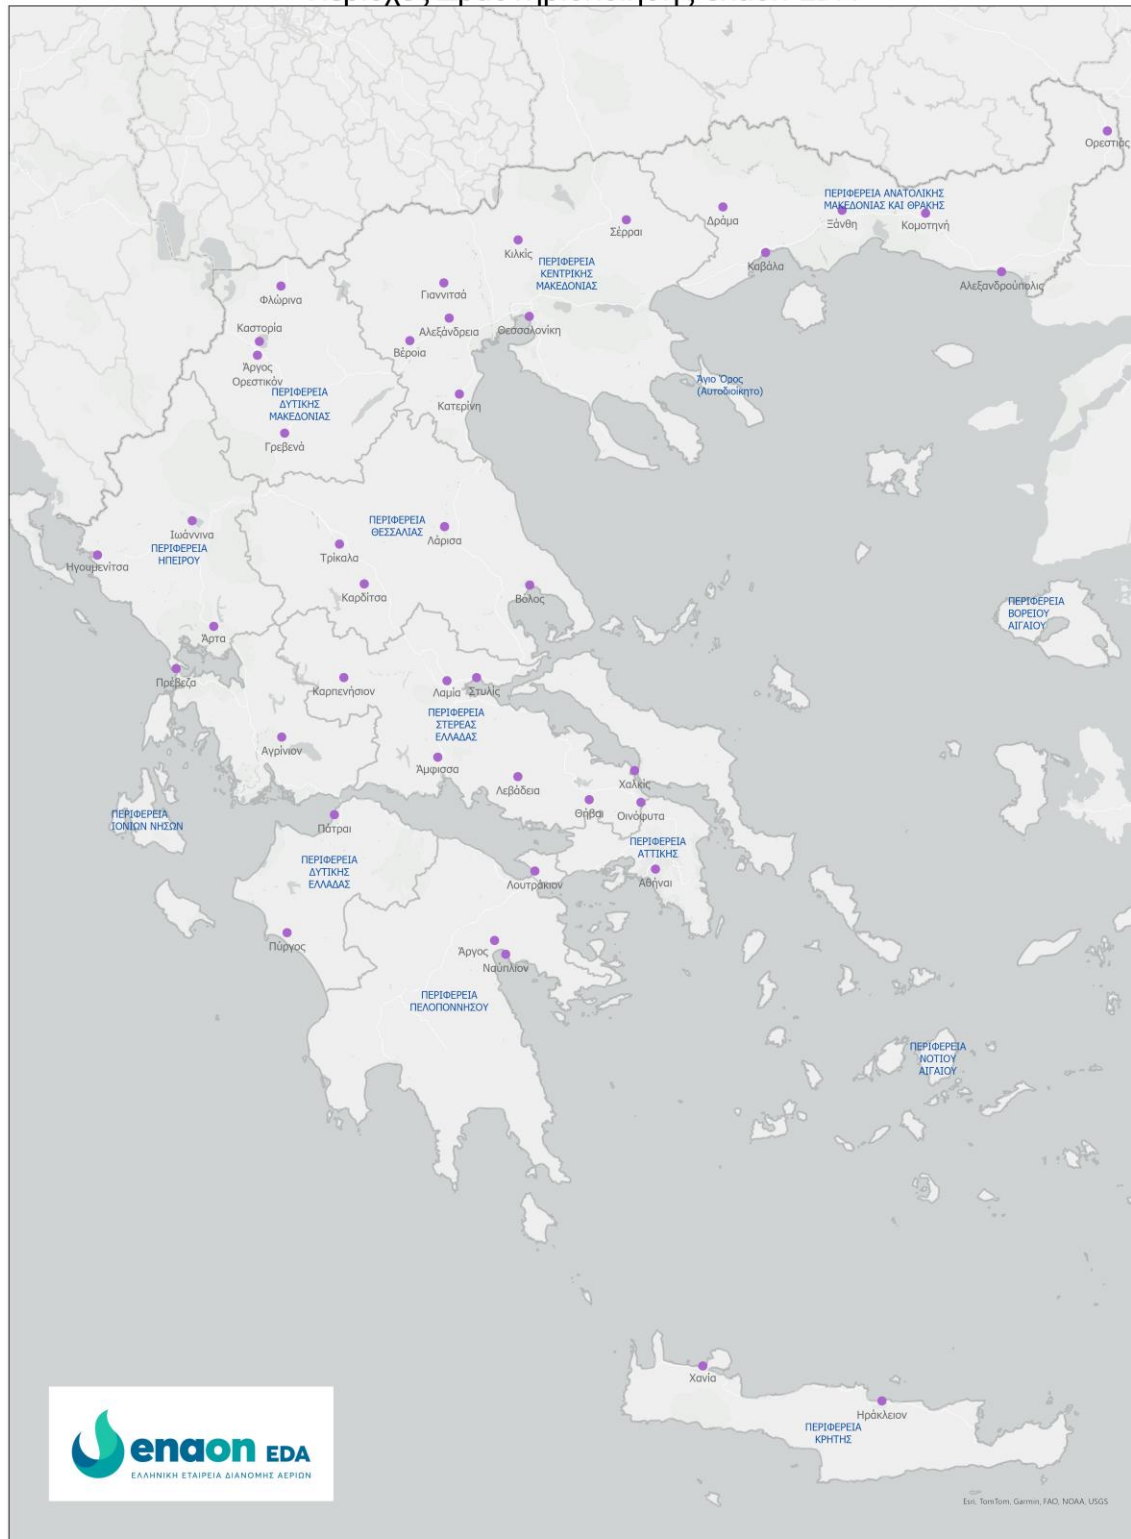 Ορεστιάς
ΠΕΡΙΦΕΡΕΙΑ ΑΝΑΤΟΛΙΚΗΣ
ΜΑΚΕΔΟΝΙΑΣ ΚΑΙ ΘΡΑΚΗΣ
Δράμα
Ξάνθη
Κομοτηνή
Σέρραι
Κιλκίς
ΠΕΡΙΦΕΡΕΙΑ
ΚΕΝΤΡΙΚΗΣ
ΜΑΚΕΔΟΝΙΑΣ
Καβάλα
Αλεξανδρούπολις
Φλώρινα
Γιαννιτσά
Καστορία
Αλεξάνδρεια
Θεσσαλονίκη
Βέροια
Άργος
Ορεστικόν
ΠΕΡΙΦΕΡΕΙΑ
ΔΥΤΙΚΗΣ
ΜΑΚΕΔΟΝΙΑΣ
Άγιο Όρος
(Αυτοδιοίκητο)
Κατερίνη
Γρεβενά
Ιωάννινα
ΠΕΡΙΦΕΡΕΙΑ
ΗΠΕΙΡΟΥ
Ηγουμενίτσα
ΠΕΡΙΦΕΡΕΙΑ
ΘΕΣΣΑΛΙΑΣ
Λάρισα
Τρίκαλα
Καρδίτσα
Βόλος
ΠΕΡΙΦΕΡΕΙΑ
ΒΟΡΕΙΟΥ
ΑΙΓΑΙΟΥ
Άρτα
Πρέβεζα
Καρπενήσιον
Λαμία
Στυλίς
ΠΕΡΙΦΕΡΕΙΑ
ΣΤΕΡΕΑΣ
ΕΛΛΑΔΑΣ
Αγρίνιον
Άμφισσα
Λεβάδεια
Χαλκίς
Θήβαι
Οινόφυτα
ΠΕΡΙΦΕΡΕΙΑ
ΙΟΝΙΩΝ ΝΗΣΩΝ
Πάτραι
ΠΕΡΙΦΕΡΕΙΑ
ΑΤΤΙΚΗΣ
ΠΕΡΙΦΕΡΕΙΑ
ΔΥΤΙΚΗΣ
ΕΛΛΑΔΑΣ
Λουτράκιον
Αθήναι
Πύργος
Άργος
Ναύπλιον
ΠΕΡΙΦΕΡΕΙΑ
ΠΕΛΟΠΟΝΝΗΣΟΥ
ΠΕΡΙΦΕΡΕΙΑ
ΝΟΤΙΟΥ
ΑΙΓΑΙΟΥ
Χανία
Ηράκλειον
ΠΕΡΙΦΕΡΕΙΑ
ΚΡΗΤΗΣ
enaon EDA
ΕΛΛΗΝΙΚΗ ΕΤΑΙΡΕΙΑ ΔΙΑΝΟΜΗΣ ΑΕΡΙΩΝ
Esri, TomTom, Garmin, FAO, NOAA, USGS